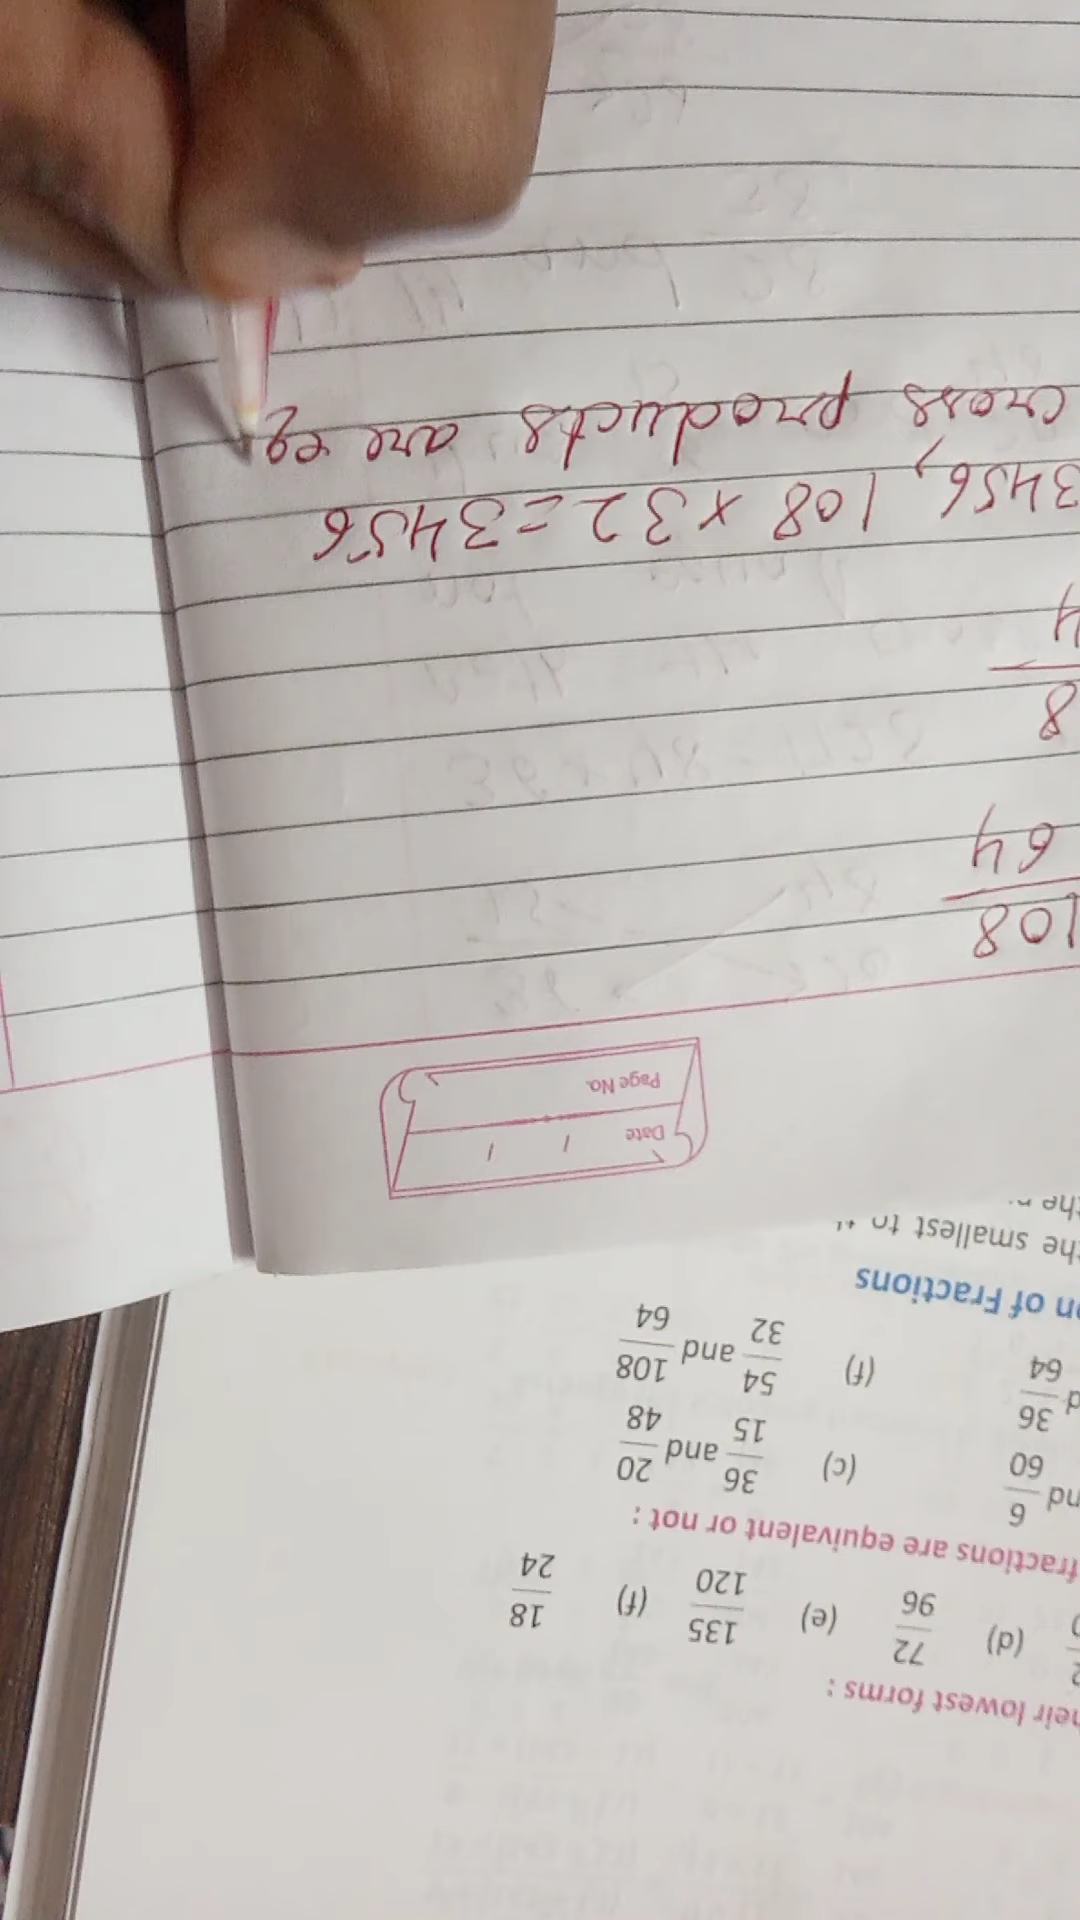 heir lowest forms :
(d) 72/96 (e) 135/120 (f) 18/24
fractions are equivalent or not :
nd 6/60 (c) 36/15 and 20/48
d 36/64 (f) 54/32 and 108/64
on of Fractions
the smallest to
the
Date / /
Page No.
108
64
8
4
3456, 108 × 32 = 3456
cross products are eq